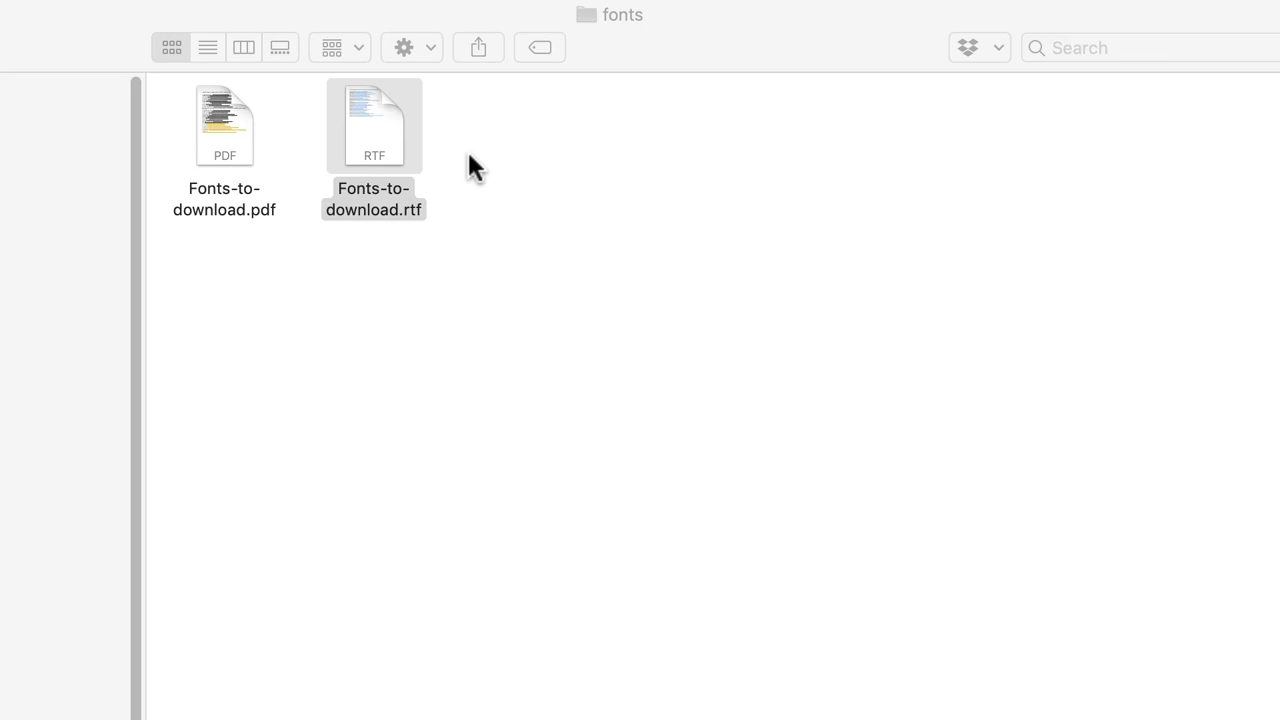 fonts
Search
PDF
RTF
Fonts-to-
download.pdf
Fonts-to-
download.rtf